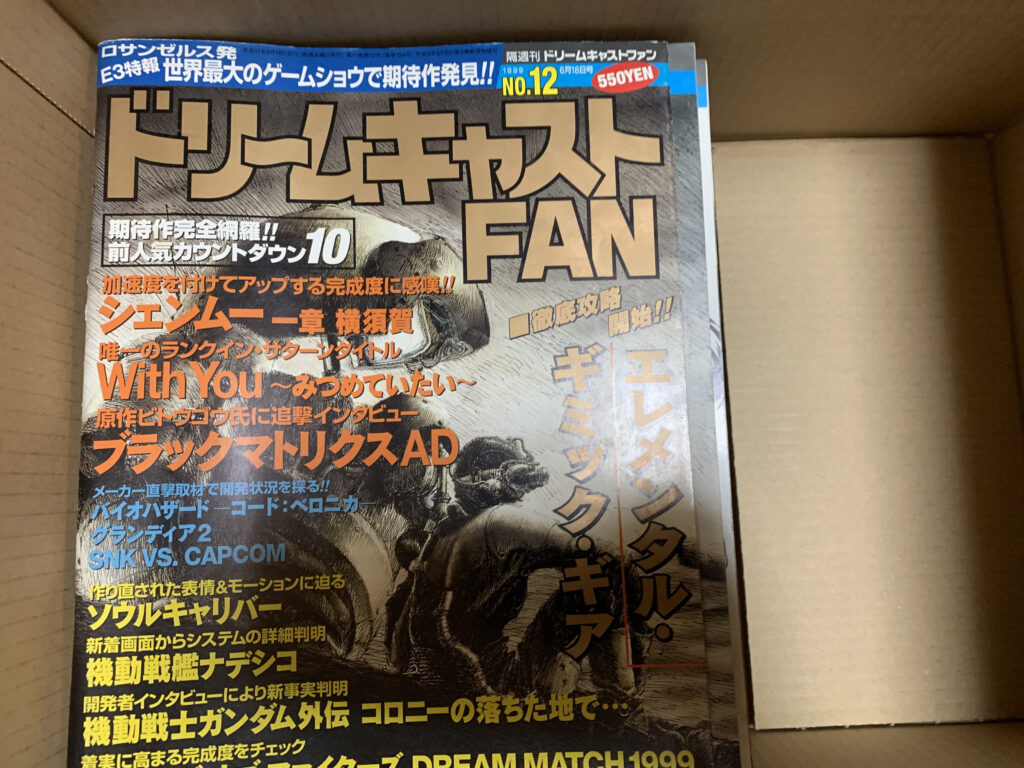 ロサンゼルス発
E3特報 世界最大のゲームショウで期待作発見!!
隔週刊 ドリームキャストファン
1999 6月18日号
NO.12
550YEN
ドリームキャスト
FAN
期待作完全網羅!!
前人気カウントダウン10
加速度を付けてアップする完成度に感嘆!!
シェンムー 一章 横須賀
唯一のランクイン・サターンタイトル
With You ～みつめていたい～
原作ビトウゴウ氏に追撃インタビュー
ブラックマトリクスAD
メーカー直撃取材で開発状況を探る!!
バイオハザード ―コード:ベロニカ―
グランディア2
SNK VS. CAPCOM
作り直された表情&モーションに迫る
ソウルキャリバー
新着画面からシステムの詳細判明
機動戦艦ナデシコ
開発者インタビューにより新事実判明
機動戦士ガンダム外伝 コロニーの落ちた地で…
着実に高まる完成度をチェック
ファイターズ DREAM MATCH 1999
徹底攻略
開始!!
エレメンタル・
ギミック・ギア